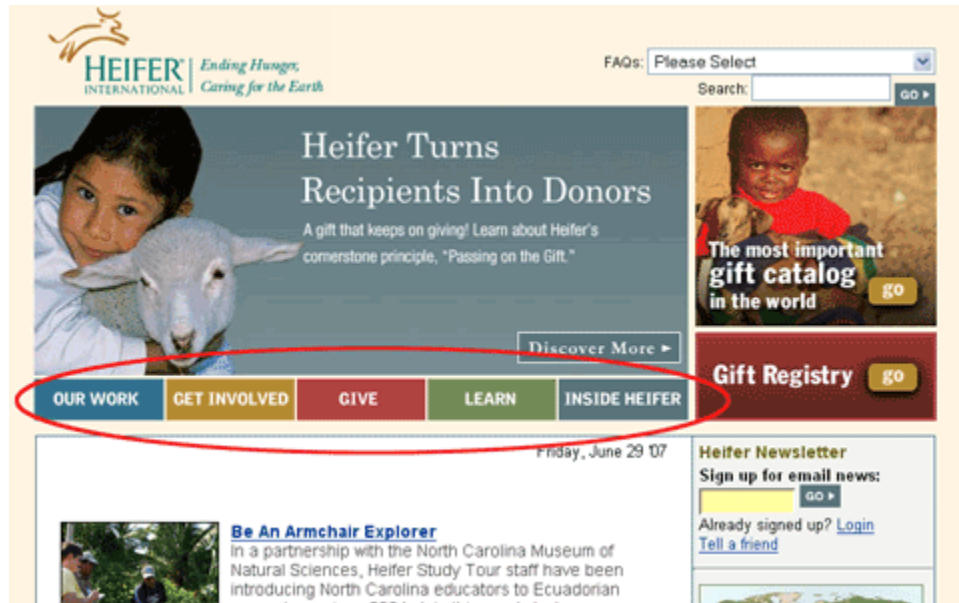 HEIFER®
INTERNATIONAL
Ending Hunger,
Caring for the Earth
FAQs: Please Select
Search:
GO
Heifer Turns
Recipients Into Donors
A gift that keeps on giving! Learn about Heifer's
cornerstone principle, "Passing on the Gift."
Discover More
The most important
gift catalog
in the world
go
Gift Registry go
OUR WORK GET INVOLVED GIVE LEARN INSIDE HEIFER
Friday, June 29 '07
Be An Armchair Explorer
In a partnership with the North Carolina Museum of
Natural Sciences, Heifer Study Tour staff have been
introducing North Carolina educators to Ecuadorian
Heifer Newsletter
Sign up for email news:
GO
Already signed up? Login
Tell a friend